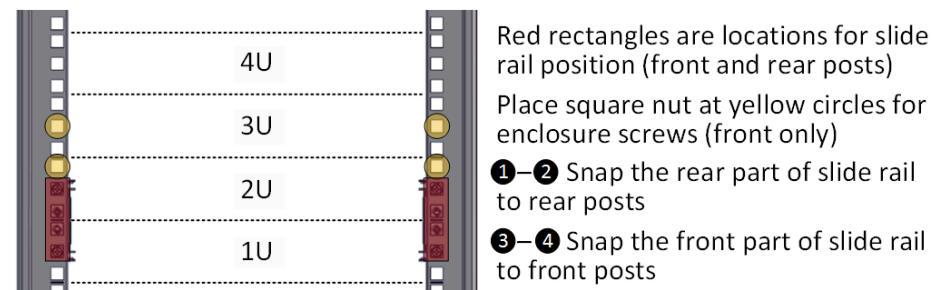 4U
3U
2U
1U
Red rectangles are locations for slide
rail position (front and rear posts)
Place square nut at yellow circles for
enclosure screws (front only)
❶–❷ Snap the rear part of slide rail
to rear posts
❸–❹ Snap the front part of slide rail
to front posts